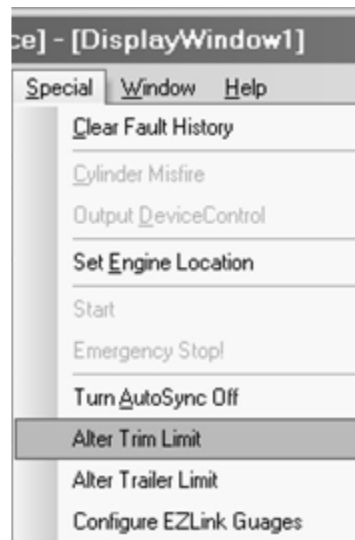 ce] - [DisplayWindow1]
Special Window Help
Clear Fault History
Cylinder Misfire
Output DeviceControl
Set Engine Location
Start
Emergency Stop!
Turn AutoSync Off
Alter Trim Limit
Alter Trailer Limit
Configure EZLink Guages